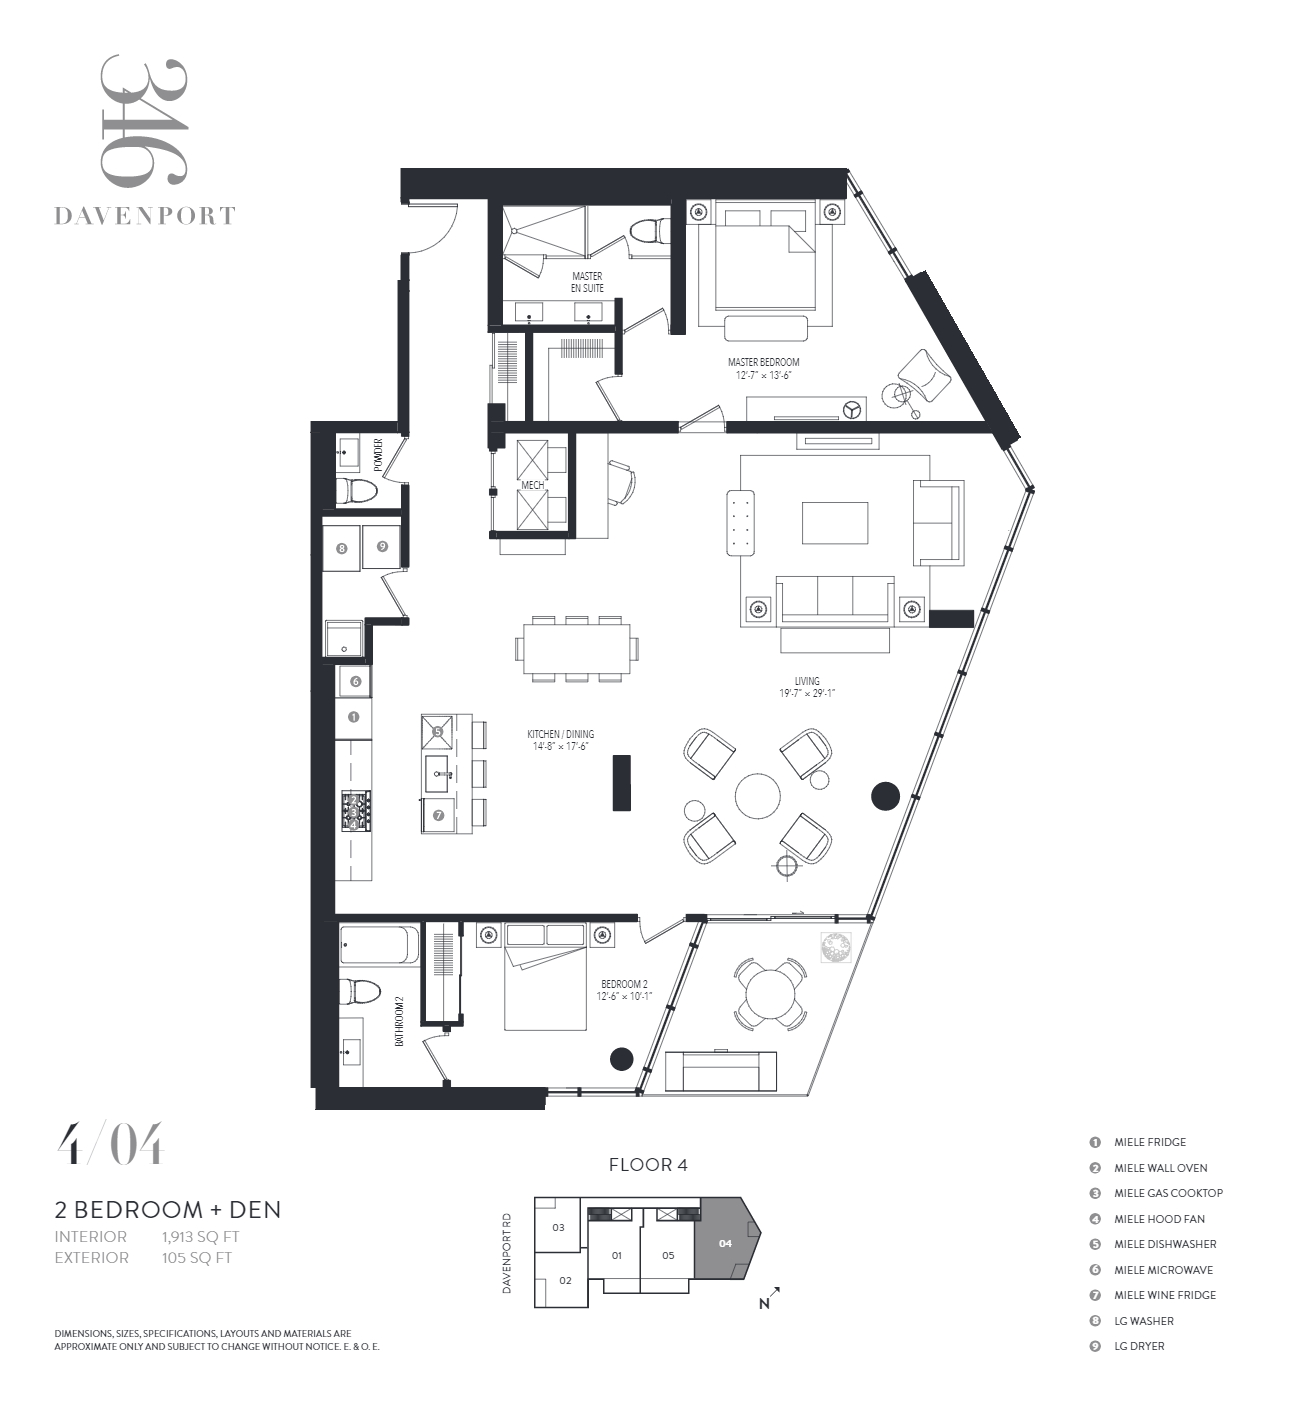 346
DAVENPORT
MASTER
EN SUITE
MASTER BEDROOM
12'-7" × 13'-6"
POWDER
MECH
8
9
6
1
5
2
3
4
7
LIVING
19'-7" × 29'-1"
KITCHEN / DINING
14'-8" × 17'-6"
BEDROOM 2
12'-6" × 10'-1"
BATHROOM 2
4/04
2 BEDROOM + DEN
INTERIOR 1,913 SQ FT
EXTERIOR 105 SQ FT
DIMENSIONS, SIZES, SPECIFICATIONS, LAYOUTS AND MATERIALS ARE
APPROXIMATE ONLY AND SUBJECT TO CHANGE WITHOUT NOTICE. E. & O. E.
FLOOR 4
DAVENPORT RD
03
02
01
05
04
N
1 MIELE FRIDGE
2 MIELE WALL OVEN
3 MIELE GAS COOKTOP
4 MIELE HOOD FAN
5 MIELE DISHWASHER
6 MIELE MICROWAVE
7 MIELE WINE FRIDGE
8 LG WASHER
9 LG DRYER